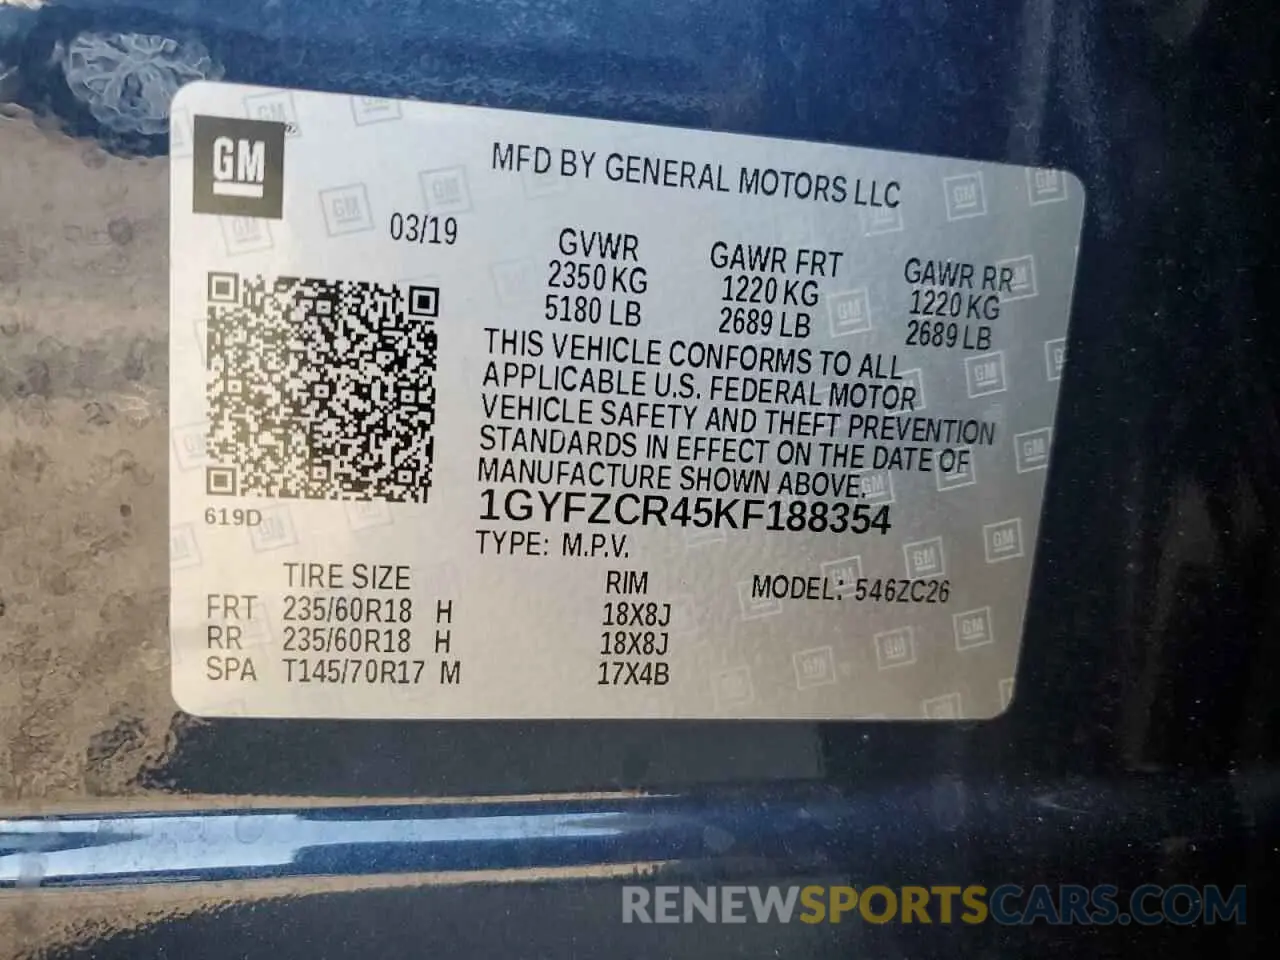 GM
MFD BY GENERAL MOTORS LLC
03/19
GVWR GAWR FRT GAWR RR
2350 KG 1220 KG 1220 KG
5180 LB 2689 LB 2689 LB
THIS VEHICLE CONFORMS TO ALL
APPLICABLE U.S. FEDERAL MOTOR
VEHICLE SAFETY AND THEFT PREVENTION
STANDARDS IN EFFECT ON THE DATE OF
MANUFACTURE SHOWN ABOVE.
1GYFZCR45KF188354
619D
TYPE: M.P.V.
TIRE SIZE RIM MODEL: 546ZC26
FRT 235/60R18 H 18X8J
RR 235/60R18 H 18X8J
SPA T145/70R17 M 17X4B
RENEWSPORTSCARS.COM